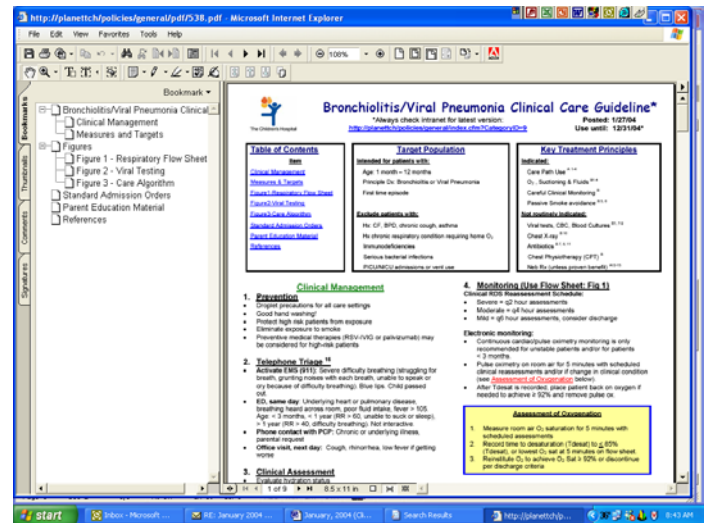 http://planettch/policies/general/pdf/538.pdf - Microsoft Internet Explorer
File Edit View Favorites Tools Help
108%
Bookmark
Bookmarks
Thumbnails
Comments
Signatures
Bronchiolitis/Viral Pneumonia Clinical
Clinical Management
Measures and Targets
Figures
Figure 1 - Respiratory Flow Sheet
Figure 2 - Viral Testing
Figure 3 - Care Algorithm
Standard Admission Orders
Parent Education Material
References
The Children's Hospital
Bronchiolitis/Viral Pneumonia Clinical Care Guideline*
*Always check intranet for latest version:
http://planettch/policies/general/index.cfm?CategoryID=9
Posted: 1/27/04
Use until: 12/31/04*
Table of Contents
Item
Clinical Management
Measures & Targets
Figure1-Respiratory Flow Sheet
Figure2-Viral Testing
Figure3-Care Algorithm
Standard Admission Orders
Parent Education Material
References
Target Population
Intended for patients with:
Age: 1 month – 12 months
Principle Dx: Bronchiolitis or Viral Pneumonia
First time episode
Exclude patients with:
Hx: CF, BPD, chronic cough, asthma
Hx chronic respiratory condition requiring home O₂
Immunodeficiencies
Serious bacterial infections
PICU/NICU admissions or vent use
Key Treatment Principles
Indicated:
Care Path Use
O₂, Suctioning & Fluids
Careful Clinical Monitoring
Passive Smoke avoidance
Not routinely indicated:
Viral tests, CBC, Blood Cultures
Chest X-ray
Antibiotics
Chest Physiotherapy (CPT)
Neb Rx (unless proven benefit)
Clinical Management
1. Prevention
• Droplet precautions for all care settings
• Good hand washing!
• Protect high risk patients from exposure
• Eliminate exposure to smoke
• Preventive medical therapies (RSV-IVIG or palivizumab) may
be considered for high-risk patients
2. Telephone Triage
• Activate EMS (911): Severe difficulty breathing (struggling for
breath, grunting noises with each breath, unable to speak or
cry because of difficulty breathing). Blue lips. Child passed
out.
• ED, same day: Underlying heart or pulmonary disease,
breathing heard across room, poor fluid intake, fever > 105.
Age: < 3 months, < 1 year (RR > 60, unable to suck or sleep),
> 1 year (RR > 40, difficulty breathing). Not interactive.
• Phone contact with PCP: Chronic or underlying illness,
parental request
• Office visit, next day: Cough, rhinorrhea, low fever if getting
worse
3. Clinical Assessment
• Evaluate hydration status
4. Monitoring (Use Flow Sheet: Fig 1)
Clinical RDS Reassessment Schedule:
• Severe = q2 hour assessments
• Moderate = q4 hour assessments
• Mild = q6 hour assessments, consider discharge
Electronic monitoring:
• Continuous cardiac/pulse oximetry monitoring is only
recommended for unstable patients and/or for patients
< 3 months.
• Pulse oximetry on room air for 5 minutes with scheduled
clinical reassessments and/or if change in clinical condition
(see Assessment of Oxygenation below).
• After Tdesat is recorded, place patient back on oxygen if
needed to achieve ≥ 92% and remove pulse ox.
Assessment of Oxygenation
1. Measure room air O₂ saturation for 5 minutes with
scheduled assessments
2. Record time to desaturation (Tdesat) to ≤ 85%
(Tdesat), or lowest O₂ sat at 5 minutes on flow sheet.
3. Reinstitute O₂ to achieve O₂ Sat ≥ 92% or discontinue
per discharge criteria
1 of 9
8.5 x 11 in
start
Inbox - Microsoft ...
RE: January 2004 ...
January, 2004 (Cli...
Search Results
http://planettch/p...
8:43 AM